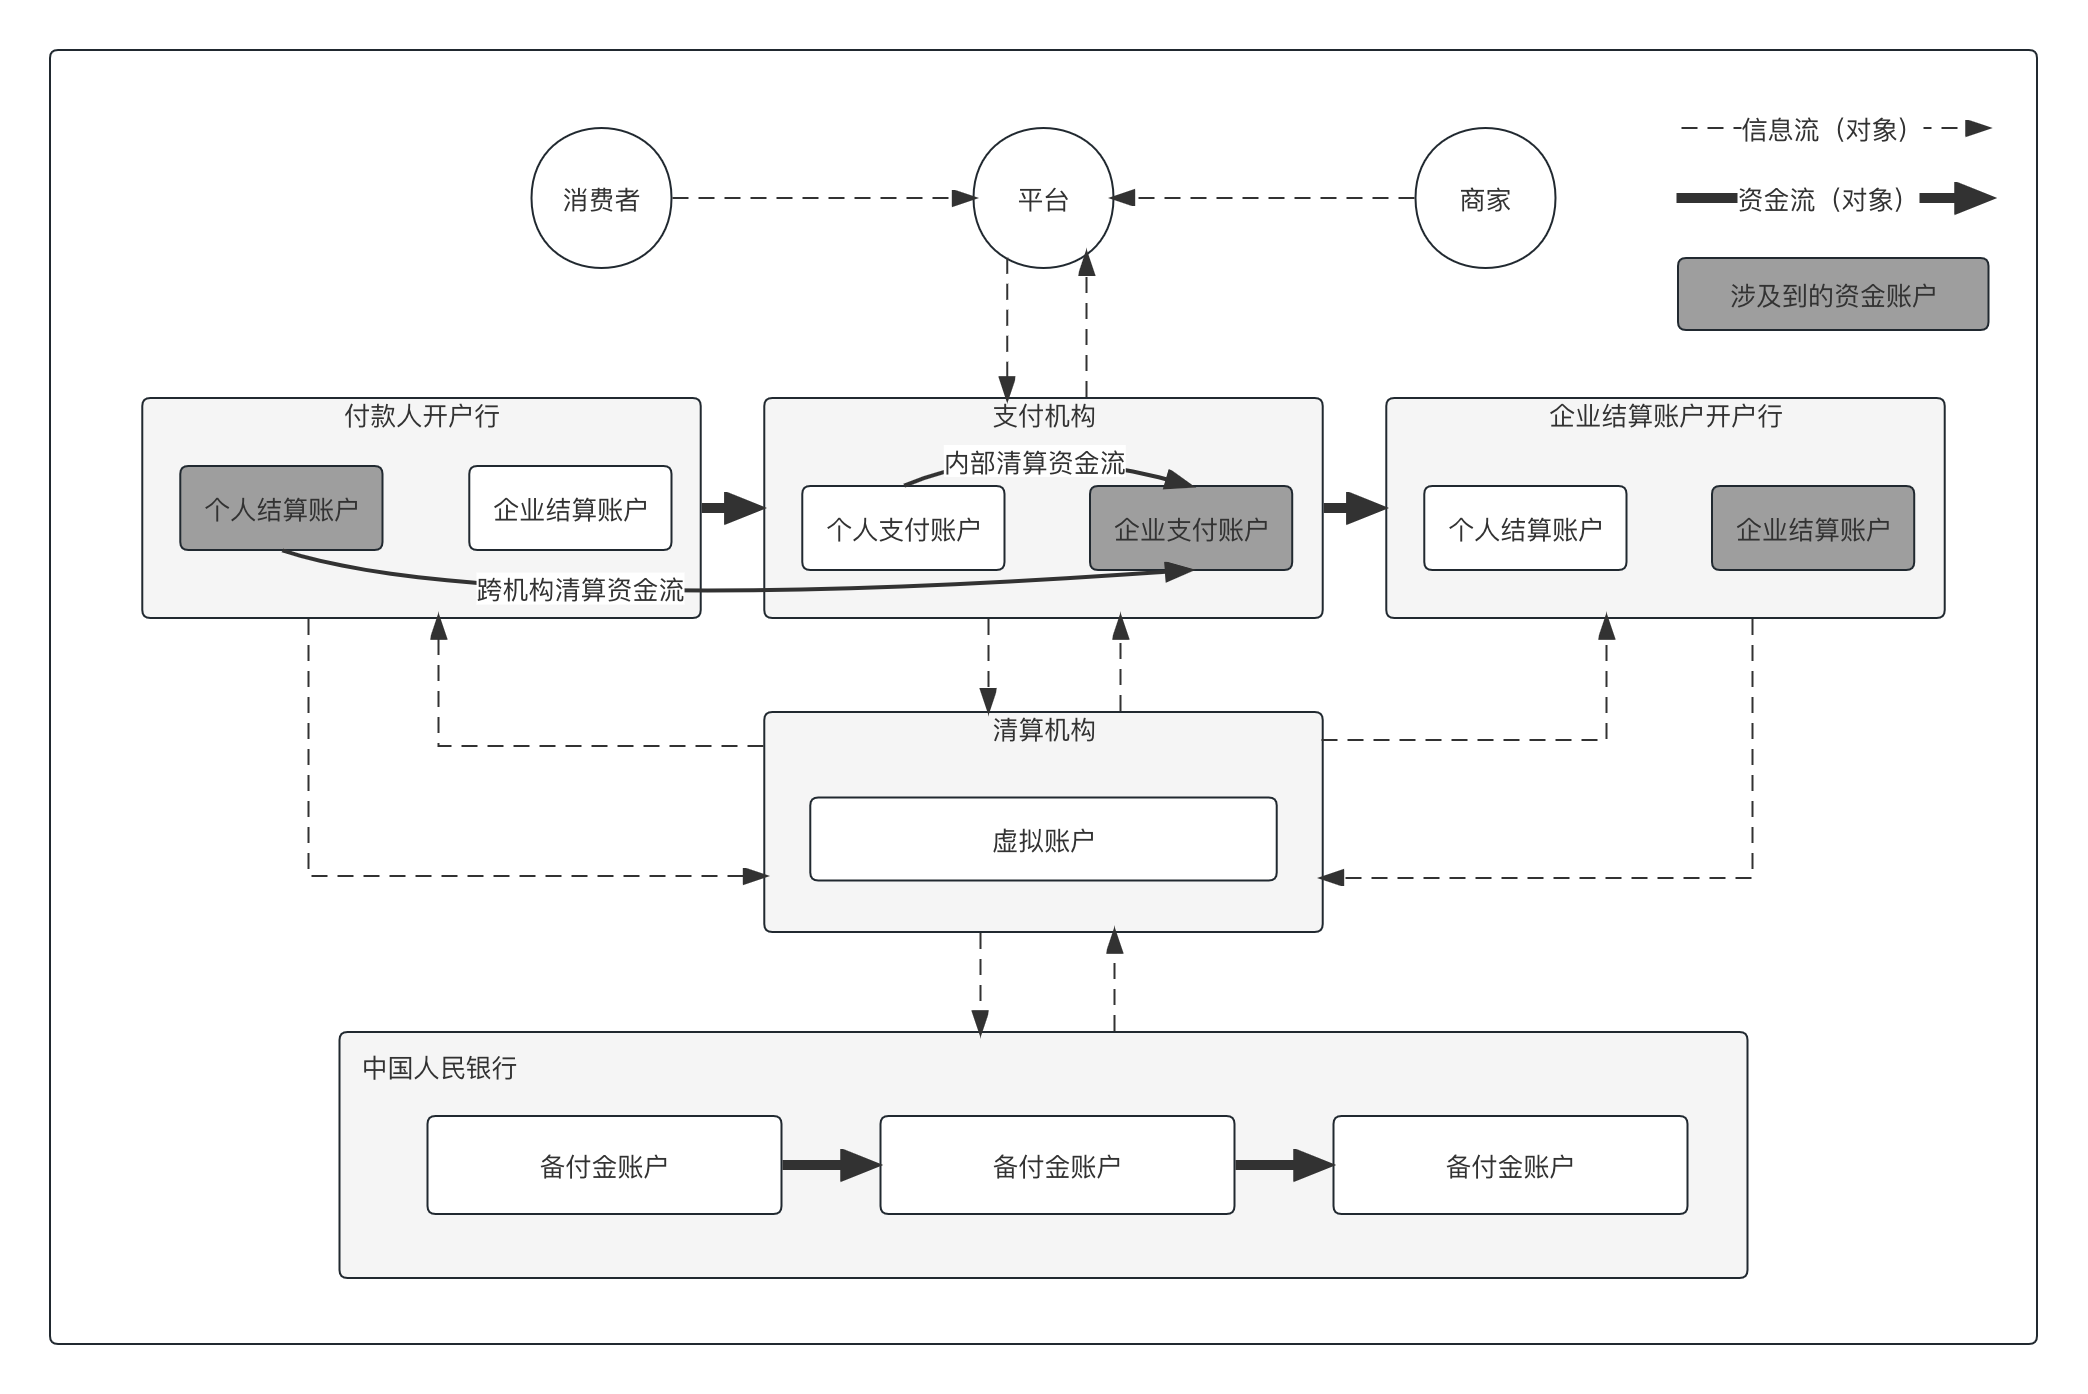 信息流（对象）
消费者
平台
商家
资金流（对象）
涉及到的资金账户
付款人开户行
支付机构
企业结算账户开户行
内部清算资金流
个人结算账户
企业结算账户
个人支付账户
企业支付账户
个人结算账户
企业结算账户
跨机构清算资金流
清算机构
虚拟账户
中国人民银行
备付金账户
备付金账户
备付金账户